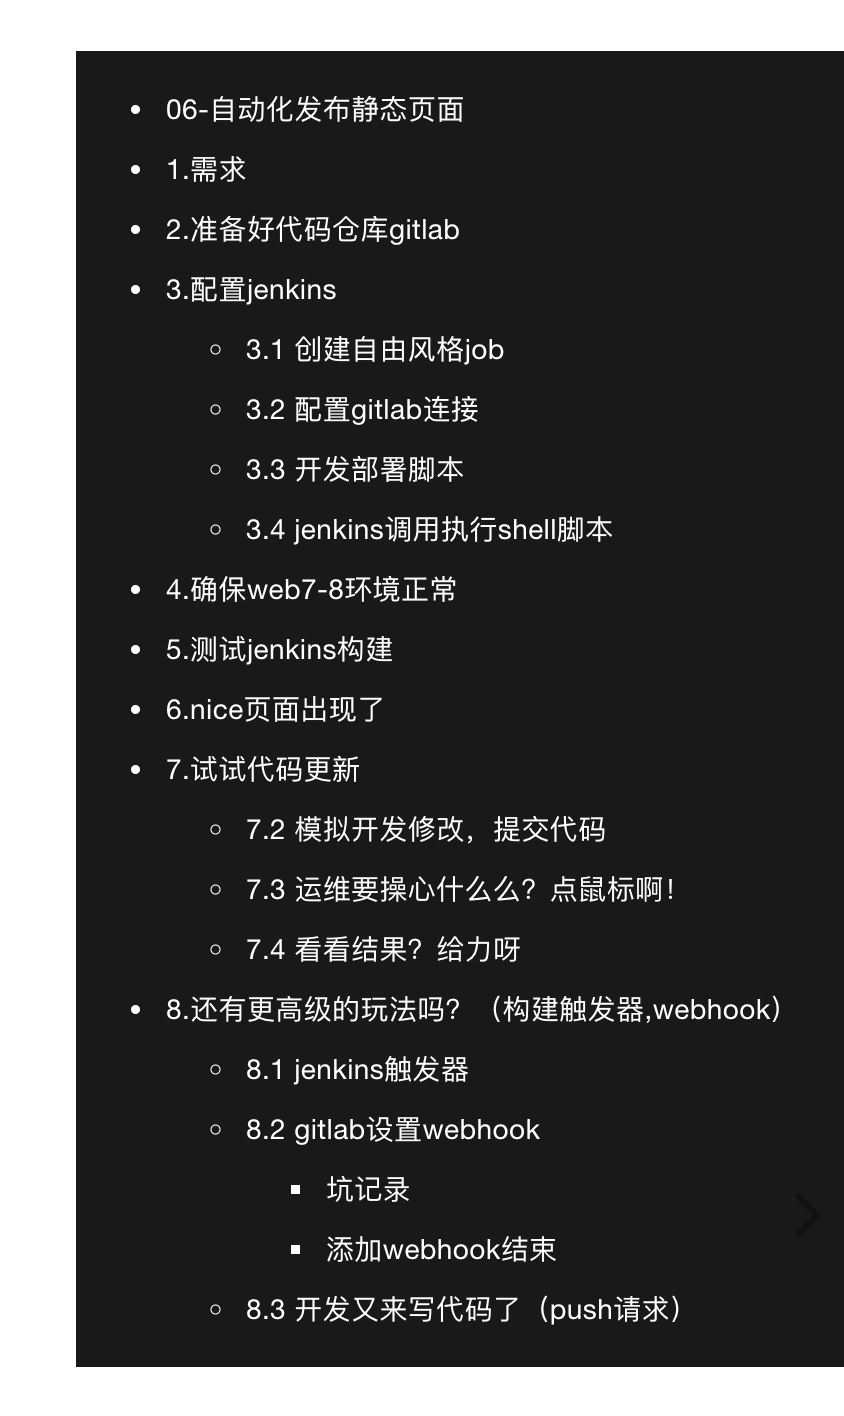 06-自动化发布静态页面
1.需求
2.准备好代码仓库gitlab
3.配置jenkins
3.1 创建自由风格job
3.2 配置gitlab连接
3.3 开发部署脚本
3.4 jenkins调用执行shell脚本
4.确保web7-8环境正常
5.测试jenkins构建
6.nice页面出现了
7.试试代码更新
7.2 模拟开发修改，提交代码
7.3 运维要操心什么么？点鼠标啊！
7.4 看看结果？给力呀
8.还有更高级的玩法吗？（构建触发器,webhook）
8.1 jenkins触发器
8.2 gitlab设置webhook
坑记录
添加webhook结束
8.3 开发又来写代码了（push请求）